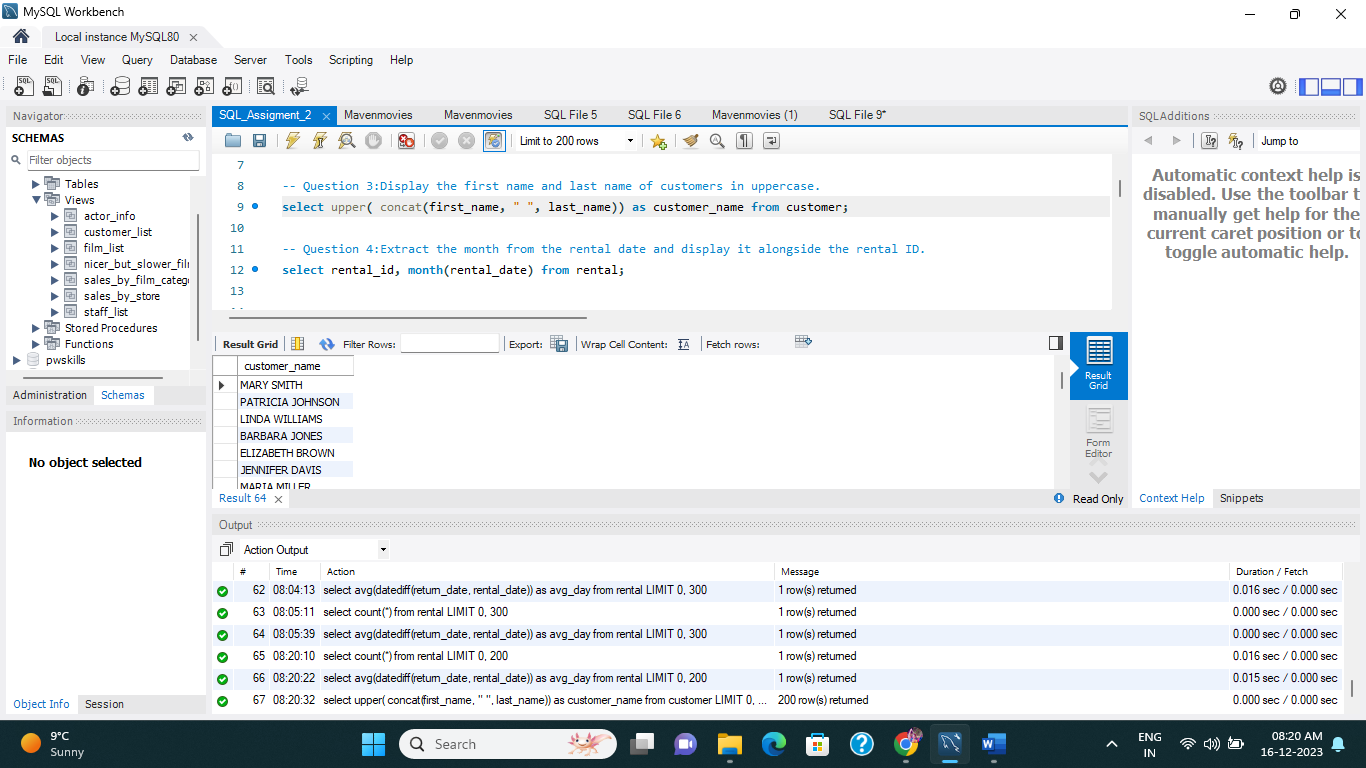 MySQL Workbench
Local instance MySQL80
File Edit View Query Database Server Tools Scripting Help
Navigator
SCHEMAS
Filter objects
Tables
Views
actor_info
customer_list
film_list
nicer_but_slower_film
sales_by_film_catego
sales_by_store
staff_list
Stored Procedures
Functions
pwskills
Administration Schemas
Information
No object selected
Object Info Session
SQL_Assigment_2 Mavenmovies Mavenmovies SQL File 5 SQL File 6 Mavenmovies (1) SQL File 9*
Limit to 200 rows
7
8 -- Question 3:Display the first name and last name of customers in uppercase.
9 select upper( concat(first_name, " ", last_name)) as customer_name from customer;
10
11 -- Question 4:Extract the month from the rental date and display it alongside the rental ID.
12 select rental_id, month(rental_date) from rental;
13
Result Grid Filter Rows: Export: Wrap Cell Content: Fetch rows:
customer_name
MARY SMITH
PATRICIA JOHNSON
LINDA WILLIAMS
BARBARA JONES
ELIZABETH BROWN
JENNIFER DAVIS
MARIA MILLER
Result Grid
Form Editor
Result 64 Read Only
SQLAdditions
Jump to
Automatic context help is
disabled. Use the toolbar t
manually get help for the
current caret position or to
toggle automatic help.
Context Help Snippets
Output
Action Output
# Time Action Message Duration / Fetch
62 08:04:13 select avg(datediff(return_date, rental_date)) as avg_day from rental LIMIT 0, 300 1 row(s) returned 0.016 sec / 0.000 sec
63 08:05:11 select count(*) from rental LIMIT 0, 300 1 row(s) returned 0.000 sec / 0.000 sec
64 08:05:39 select avg(datediff(return_date, rental_date)) as avg_day from rental LIMIT 0, 300 1 row(s) returned 0.000 sec / 0.000 sec
65 08:20:10 select count(*) from rental LIMIT 0, 200 1 row(s) returned 0.016 sec / 0.000 sec
66 08:20:22 select avg(datediff(return_date, rental_date)) as avg_day from rental LIMIT 0, 200 1 row(s) returned 0.015 sec / 0.000 sec
67 08:20:32 select upper( concat(first_name, " ", last_name)) as customer_name from customer LIMIT 0, ... 200 row(s) returned 0.000 sec / 0.000 sec
9°C
Sunny
Search
ENG
IN
08:20 AM
16-12-2023